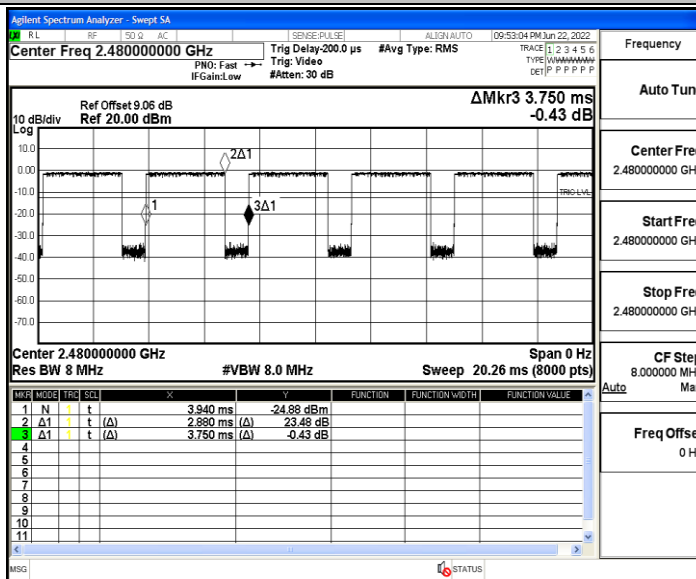 Agilent Spectrum Analyzer - Swept SA
LXI RL RF 50 Ω AC SENSE:PULSE ALIGN AUTO 09:53:04 PM Jun 22, 2022
Center Freq 2.480000000 GHz
Trig Delay-200.0 µs #Avg Type: RMS
TRACE 1 2 3 4 5 6
PNO: Fast Trig: Video
TYPE
IFGain:Low #Atten: 30 dB
DET P P P P P P
ΔMkr3 3.750 ms
-0.43 dB
Ref Offset 9.06 dB
10 dB/div Ref 20.00 dBm
Log
10.0
0.00
-10.0
-20.0
-30.0
-40.0
-50.0
-60.0
-70.0
2Δ1
1
3Δ1
TRIG LVL
Center 2.480000000 GHz Span 0 Hz
Res BW 8 MHz #VBW 8.0 MHz Sweep 20.26 ms (8000 pts)
MKR MODE TRC SCL X Y FUNCTION FUNCTION WIDTH FUNCTION VALUE
1 N 1 t 3.940 ms -24.88 dBm
2 Δ1 1 t (Δ) 2.880 ms (Δ) 23.48 dB
3 Δ1 1 t (Δ) 3.750 ms (Δ) -0.43 dB
4
5
6
7
8
9
10
11
MSG STATUS
Frequency
Auto Tun
Center Fre
2.480000000 GH
Start Fre
2.480000000 GH
Stop Fre
2.480000000 GH
CF Step
8.000000 MH
Auto Ma
Freq Offse
0 H